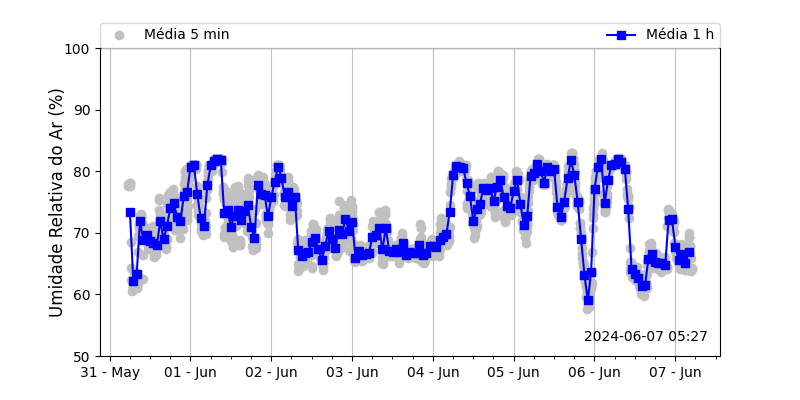 Média 5 min
Média 1 h
Umidade Relativa do Ar (%)
100
90
80
70
60
50
2024-06-07 05:27
31 - May
01 - Jun
02 - Jun
03 - Jun
04 - Jun
05 - Jun
06 - Jun
07 - Jun